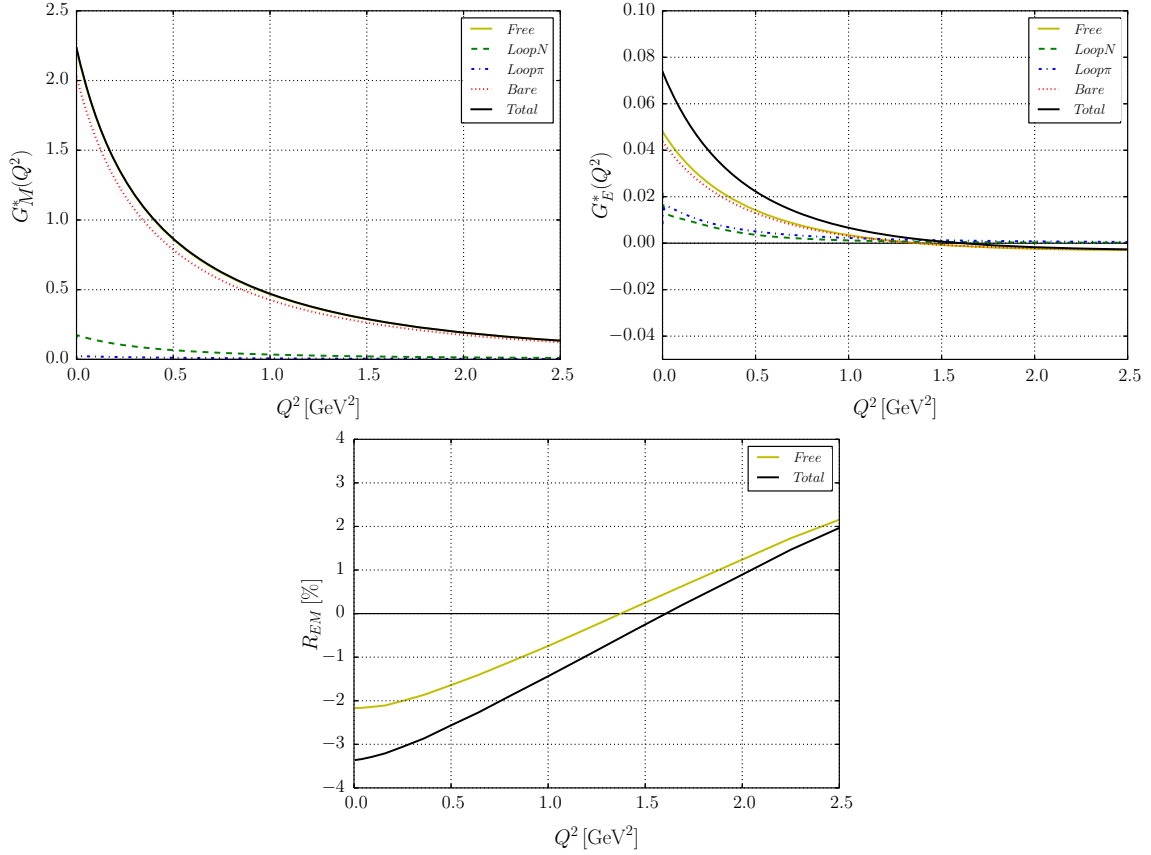 2.5
2.0
1.5
1.0
0.5
0.0
G*M(Q²)
Free
LoopN
Loopπ
Bare
Total
0.0 0.5 1.0 1.5 2.0 2.5
Q² [GeV²]
0.10
0.08
0.06
0.04
0.02
0.00
−0.02
−0.04
G*E(Q²)
Free
LoopN
Loopπ
Bare
Total
0.0 0.5 1.0 1.5 2.0 2.5
Q² [GeV²]
4
3
2
1
0
−1
−2
−3
−4
REM [%]
Free
Total
0.0 0.5 1.0 1.5 2.0 2.5
Q² [GeV²]